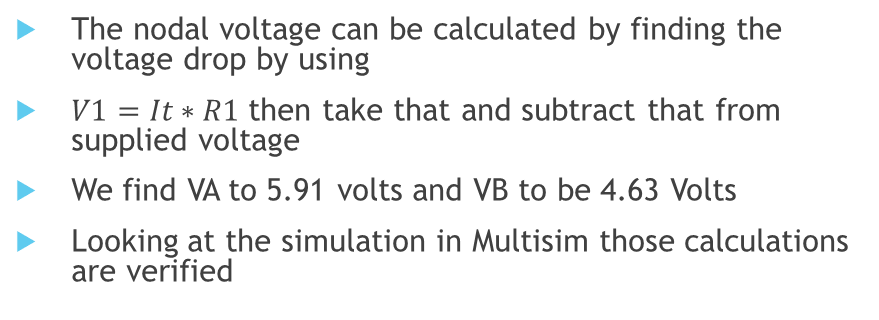 The nodal voltage can be calculated by finding the
voltage drop by using
V1 = It * R1 then take that and subtract that from
supplied voltage
We find VA to 5.91 volts and VB to be 4.63 Volts
Looking at the simulation in Multisim those calculations
are verified